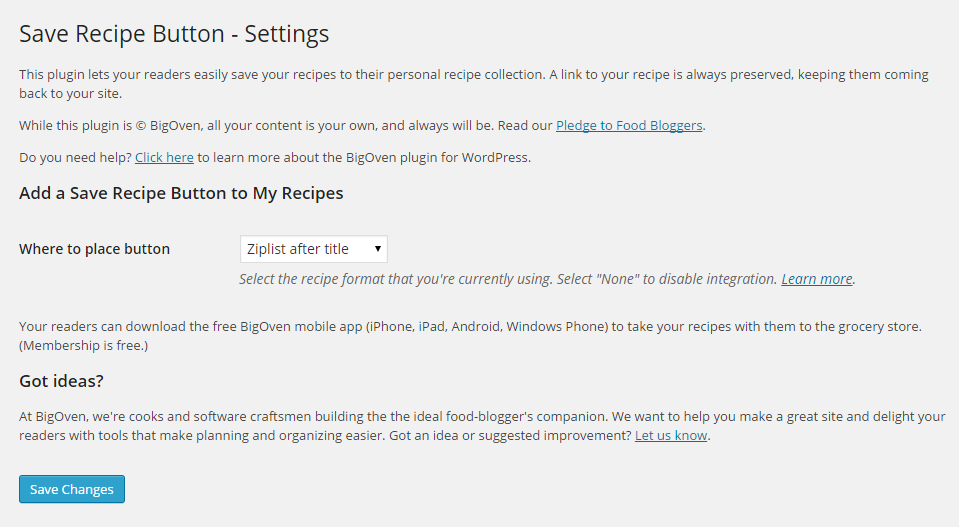 Save Recipe Button - Settings
This plugin lets your readers easily save your recipes to their personal recipe collection. A link to your recipe is always preserved, keeping them coming
back to your site.
While this plugin is © BigOven, all your content is your own, and always will be. Read our Pledge to Food Bloggers.
Do you need help? Click here to learn more about the BigOven plugin for WordPress.
Add a Save Recipe Button to My Recipes
Where to place button Ziplist after title
Select the recipe format that you're currently using. Select "None" to disable integration. Learn more.
Your readers can download the free BigOven mobile app (iPhone, iPad, Android, Windows Phone) to take your recipes with them to the grocery store.
(Membership is free.)
Got ideas?
At BigOven, we're cooks and software craftsmen building the the ideal food-blogger's companion. We want to help you make a great site and delight your
readers with tools that make planning and organizing easier. Got an idea or suggested improvement? Let us know.
Save Changes